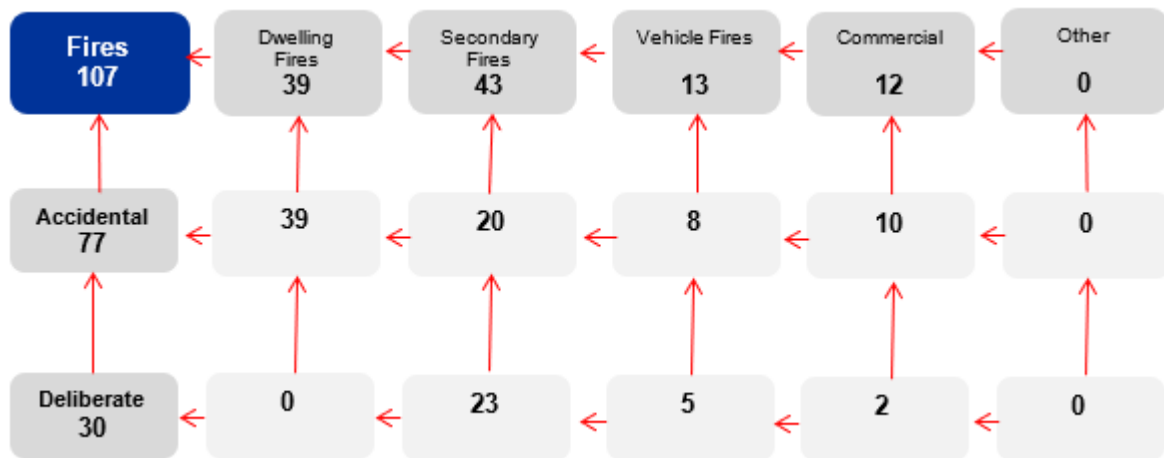 Fires
107
Dwelling
Fires
39
Secondary
Fires
43
Vehicle Fires
13
Commercial
12
Other
0
Accidental
77
39
20
8
10
0
Deliberate
30
0
23
5
2
0